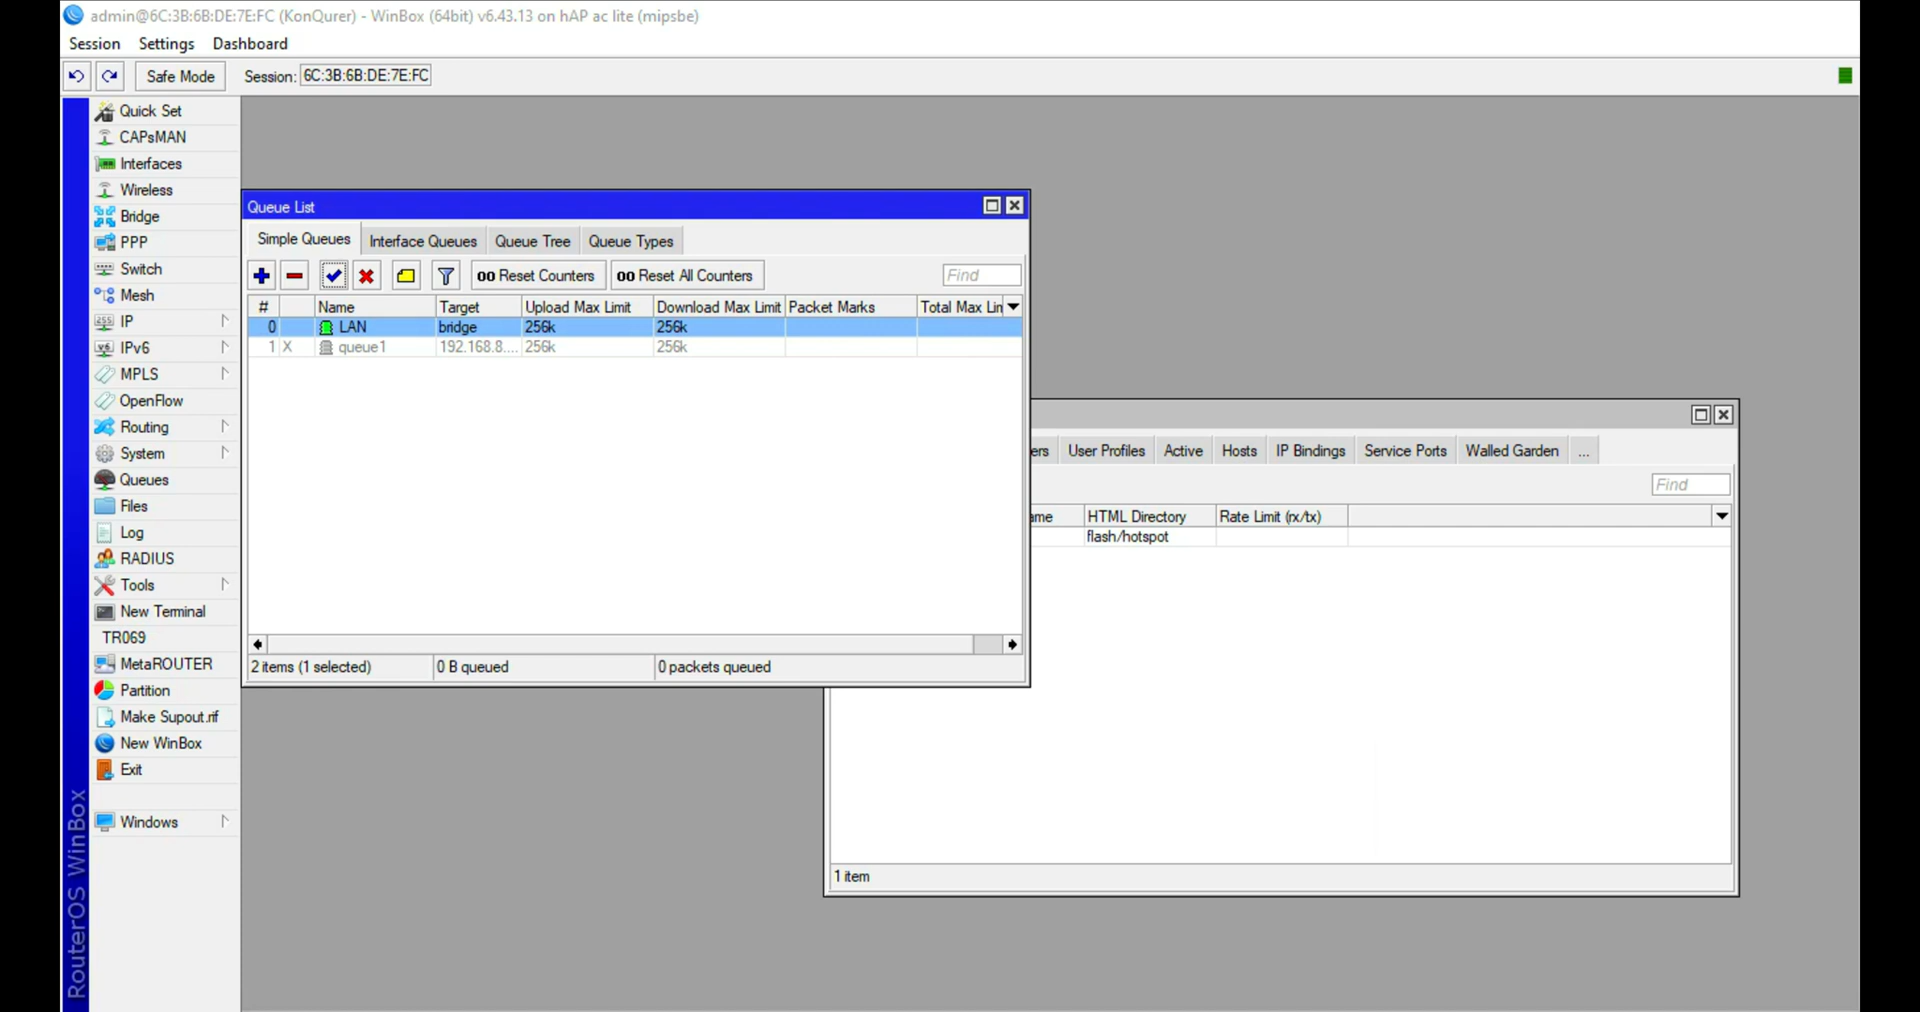 admin@6C:3B:6B:DE:7E:FC (KonQurer) - WinBox (64bit) v6.43.13 on hAP ac lite (mipsbe)
Session Settings Dashboard
Safe Mode Session: 6C:3B:6B:DE:7E:FC
Quick Set
CAPsMAN
Interfaces
Wireless
Bridge
PPP
Switch
Mesh
255 IP
v6 IPv6
MPLS
OpenFlow
Routing
System
Queues
Files
Log
RADIUS
Tools
New Terminal
TR069
MetaROUTER
Partition
Make Supout.rif
New WinBox
Exit
Windows
RouterOS WinBox
Queue List
Simple Queues Interface Queues Queue Tree Queue Types
00 Reset Counters 00 Reset All Counters Find
# Name Target Upload Max Limit Download Max Limit Packet Marks Total Max Lin
0 LAN bridge 256k 256k
1 X queue1 192.168.8.... 256k 256k
2 items (1 selected) 0 B queued 0 packets queued
ers User Profiles Active Hosts IP Bindings Service Ports Walled Garden ...
Find
ame HTML Directory Rate Limit (rx/tx)
flash/hotspot
1 item